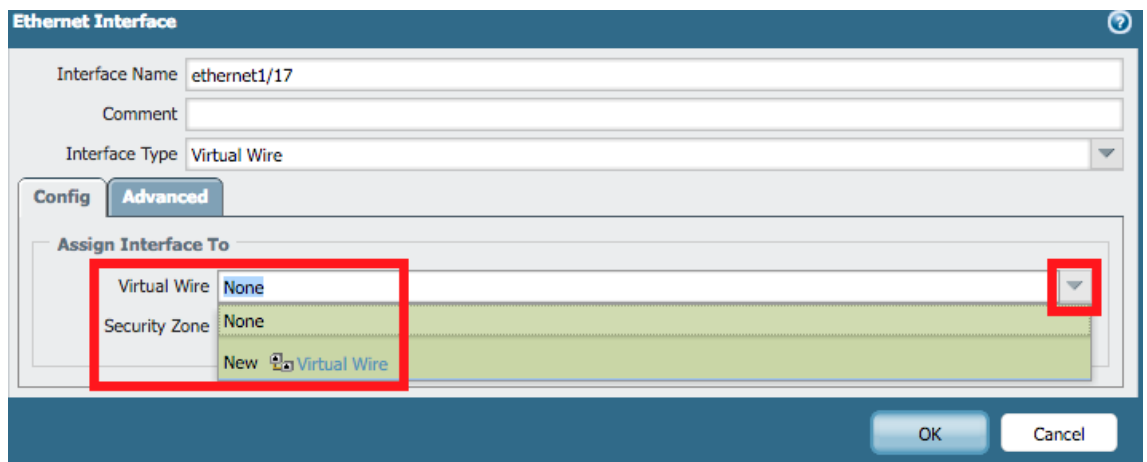 Ethernet Interface
Interface Name ethernet1/17
Comment
Interface Type Virtual Wire
Config Advanced
Assign Interface To
Virtual Wire None
Security Zone None
New Virtual Wire
OK Cancel